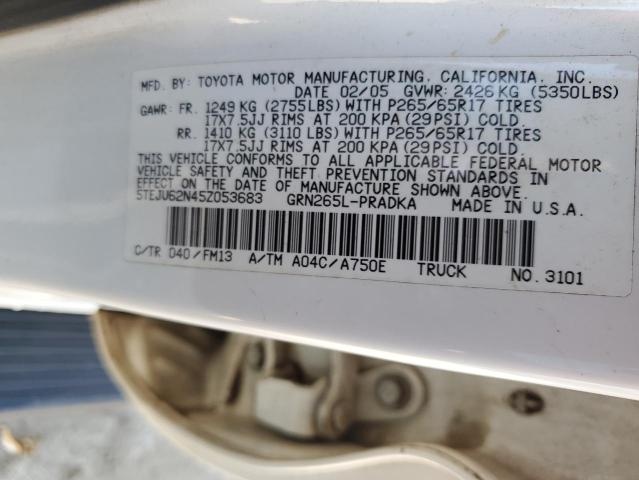 MFD. BY: TOYOTA MOTOR MANUFACTURING, CALIFORNIA, INC.
DATE 02/05 GVWR: 2426 KG (5350LBS)
GAWR: FR. 1249 KG (2755LBS) WITH P265/65R17 TIRES
17X7.5JJ RIMS AT 200 KPA (29PSI) COLD.
RR. 1410 KG (3110 LBS) WITH P265/65R17 TIRES
17X7.5JJ RIMS AT 200 KPA (29PSI) COLD.
THIS VEHICLE CONFORMS TO ALL APPLICABLE FEDERAL MOTOR
VEHICLE SAFETY AND THEFT PREVENTION STANDARDS IN
EFFECT ON THE DATE OF MANUFACTURE SHOWN ABOVE.
5TEJU62N45Z053683 GRN265L-PRADKA MADE IN U.S.A.
C/TR 040/FM13 A/TM A04C/A750E TRUCK NO. 3101